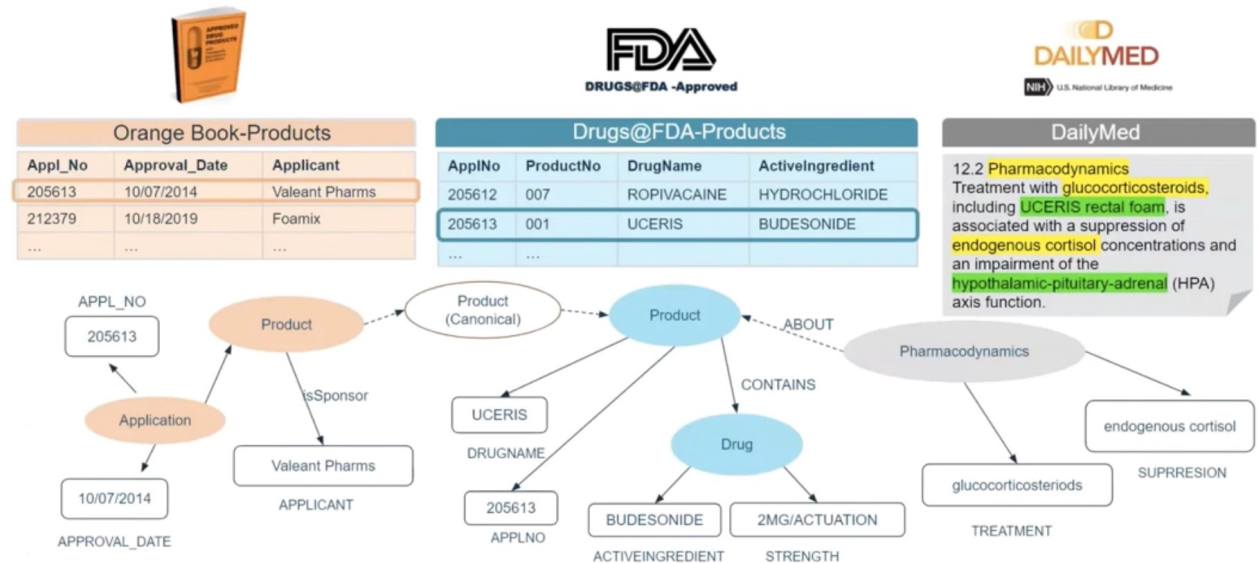 APPROVED
DRUG
PRODUCTS
FDA
DRUGS@FDA -Approved
DAILYMED
NIH U.S. National Library of Medicine
Orange Book-Products
Appl_No Approval_Date Applicant
205613 10/07/2014 Valeant Pharms
212379 10/18/2019 Foamix
... ... ...
Drugs@FDA-Products
ApplNo ProductNo DrugName ActiveIngredient
205612 007 ROPIVACAINE HYDROCHLORIDE
205613 001 UCERIS BUDESONIDE
... ...
DailyMed
12.2 Pharmacodynamics
Treatment with glucocorticosteroids,
including UCERIS rectal foam, is
associated with a suppression of
endogenous cortisol concentrations and
an impairment of the
hypothalamic-pituitary-adrenal (HPA)
axis function.
APPL_NO
205613
Product
Product
(Canonical)
Product
ABOUT
Pharmacodynamics
isSponsor
CONTAINS
Application
UCERIS
DRUGNAME
Drug
endogenous cortisol
SUPRRESION
Valeant Pharms
APPLICANT
10/07/2014
APPROVAL_DATE
205613
APPLNO
BUDESONIDE
ACTIVEINGREDIENT
2MG/ACTUATION
STRENGTH
glucocorticosteriods
TREATMENT